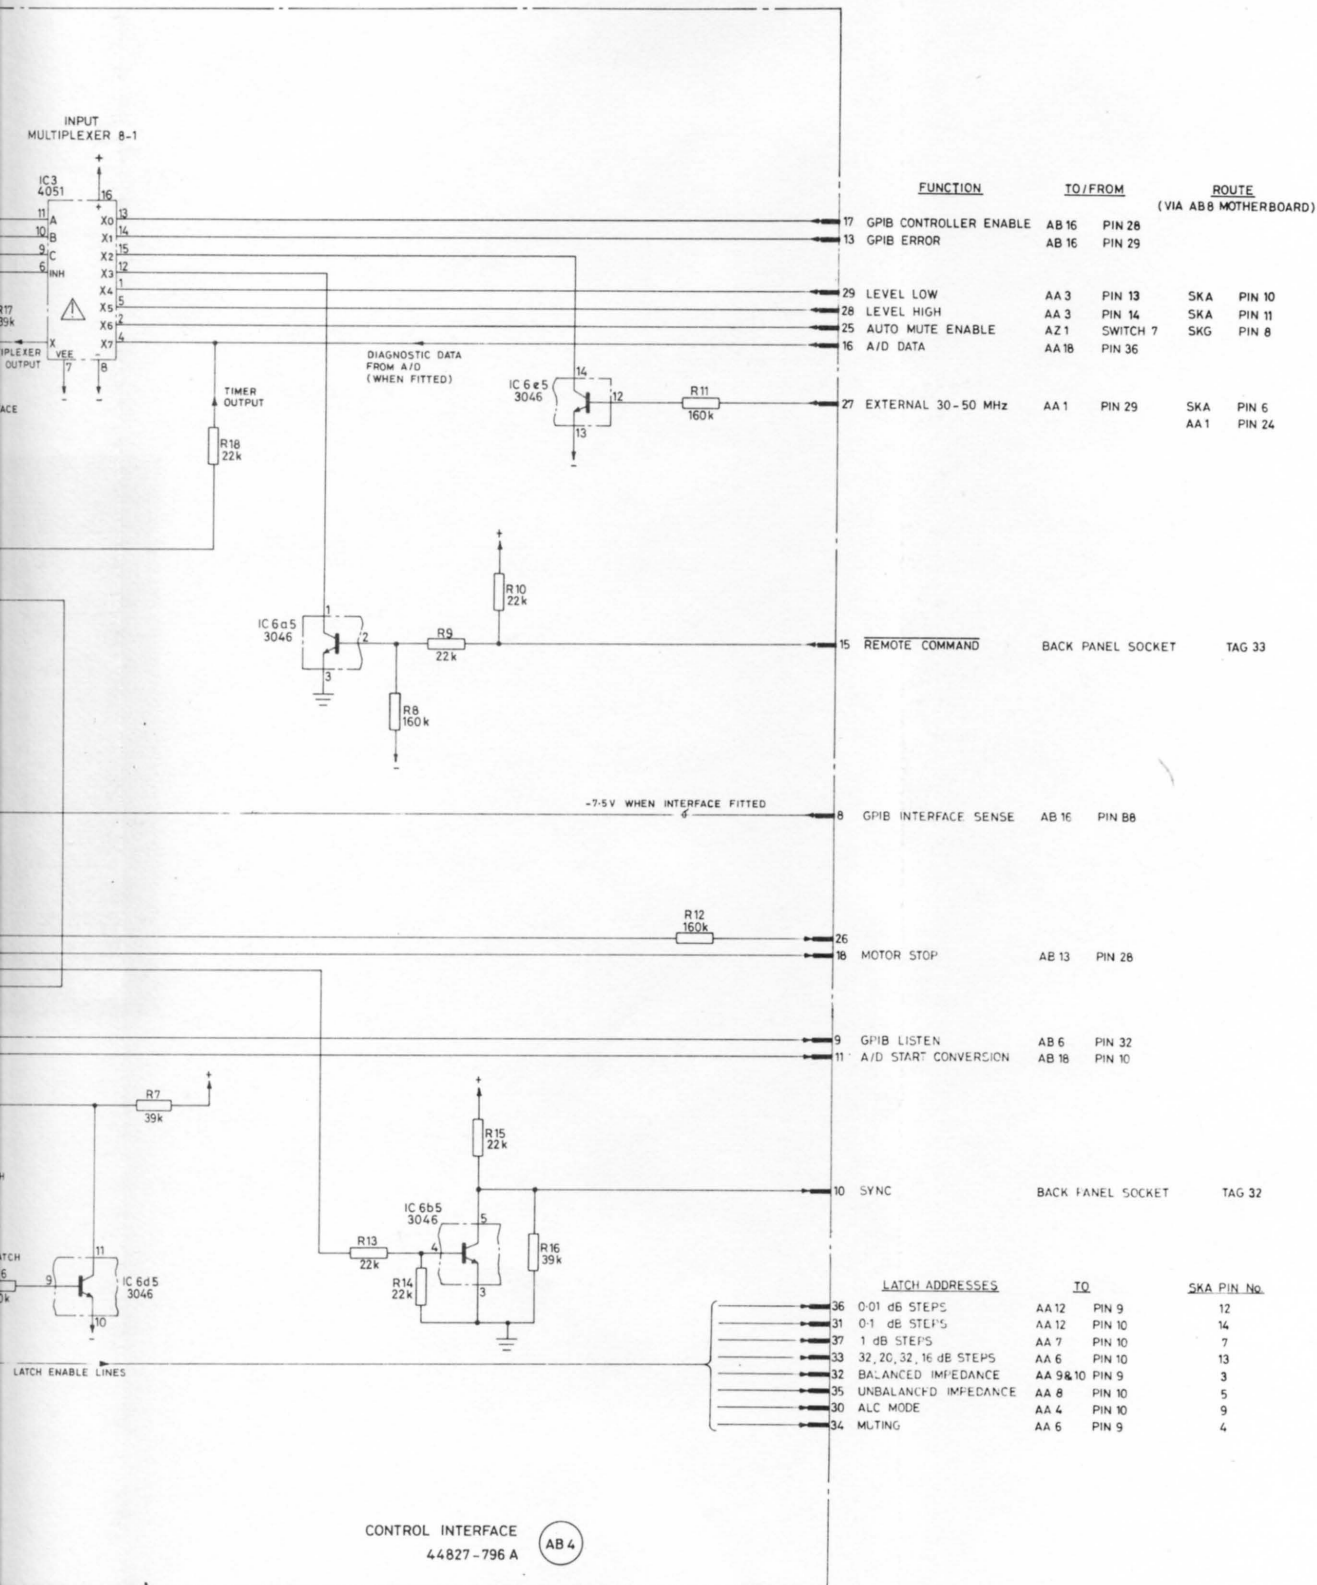 INPUT
MULTIPLEXER 8-1
+
IC3
4051
16
+
11 A X0 13
10 B X1 14
9 C X2 15
6 INH X3 12
X4 1
X5 5
X6 2
X X7 4
VEE -
7 8
- -
R17
39k
OUTPUT
TIMER
OUTPUT
R18
22k
DIAGNOSTIC DATA
FROM A/D
(WHEN FITTED)
IC 6e5
3046
14
12
13
-
R11
160k
FUNCTION TO/FROM ROUTE
(VIA AB8 MOTHERBOARD)
17 GPIB CONTROLLER ENABLE AB 16 PIN 28
13 GPIB ERROR AB 16 PIN 29
29 LEVEL LOW AA 3 PIN 13 SKA PIN 10
28 LEVEL HIGH AA 3 PIN 14 SKA PIN 11
25 AUTO MUTE ENABLE AZ 1 SWITCH 7 SKG PIN 8
16 A/D DATA AA 18 PIN 36
27 EXTERNAL 30-50 MHz AA 1 PIN 29 SKA PIN 6
AA 1 PIN 24
+
R10
22k
IC 6a5
3046
1
2
3
R9
22k
R8
160k
-
15 REMOTE COMMAND BACK PANEL SOCKET TAG 33
-7·5V WHEN INTERFACE FITTED
8 GPIB INTERFACE SENSE AB 16 PIN B8
R12
160k
26
18 MOTOR STOP AB 13 PIN 28
9 GPIB LISTEN AB 6 PIN 32
11 A/D START CONVERSION AB 18 PIN 10
+
R7
39k
+
R15
22k
10 SYNC BACK PANEL SOCKET TAG 32
IC 6b5
3046
5
4
3
R13
22k
R14
22k
R16
39k
11
9
10
-
IC 6d5
3046
LATCH ENABLE LINES
LATCH ADDRESSES TO SKA PIN No.
36 0·01 dB STEPS AA 12 PIN 9 12
31 0·1 dB STEPS AA 12 PIN 10 14
37 1 dB STEPS AA 7 PIN 10 7
33 32, 20, 32, 16 dB STEPS AA 6 PIN 10 13
32 BALANCED IMPEDANCE AA 9&10 PIN 9 3
35 UNBALANCED IMPEDANCE AA 8 PIN 10 5
30 ALC MODE AA 4 PIN 10 9
34 MUTING AA 6 PIN 9 4
CONTROL INTERFACE
44827-796 A
AB 4